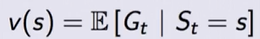 v(s) = 𝔼 [G_t | S_t = s]